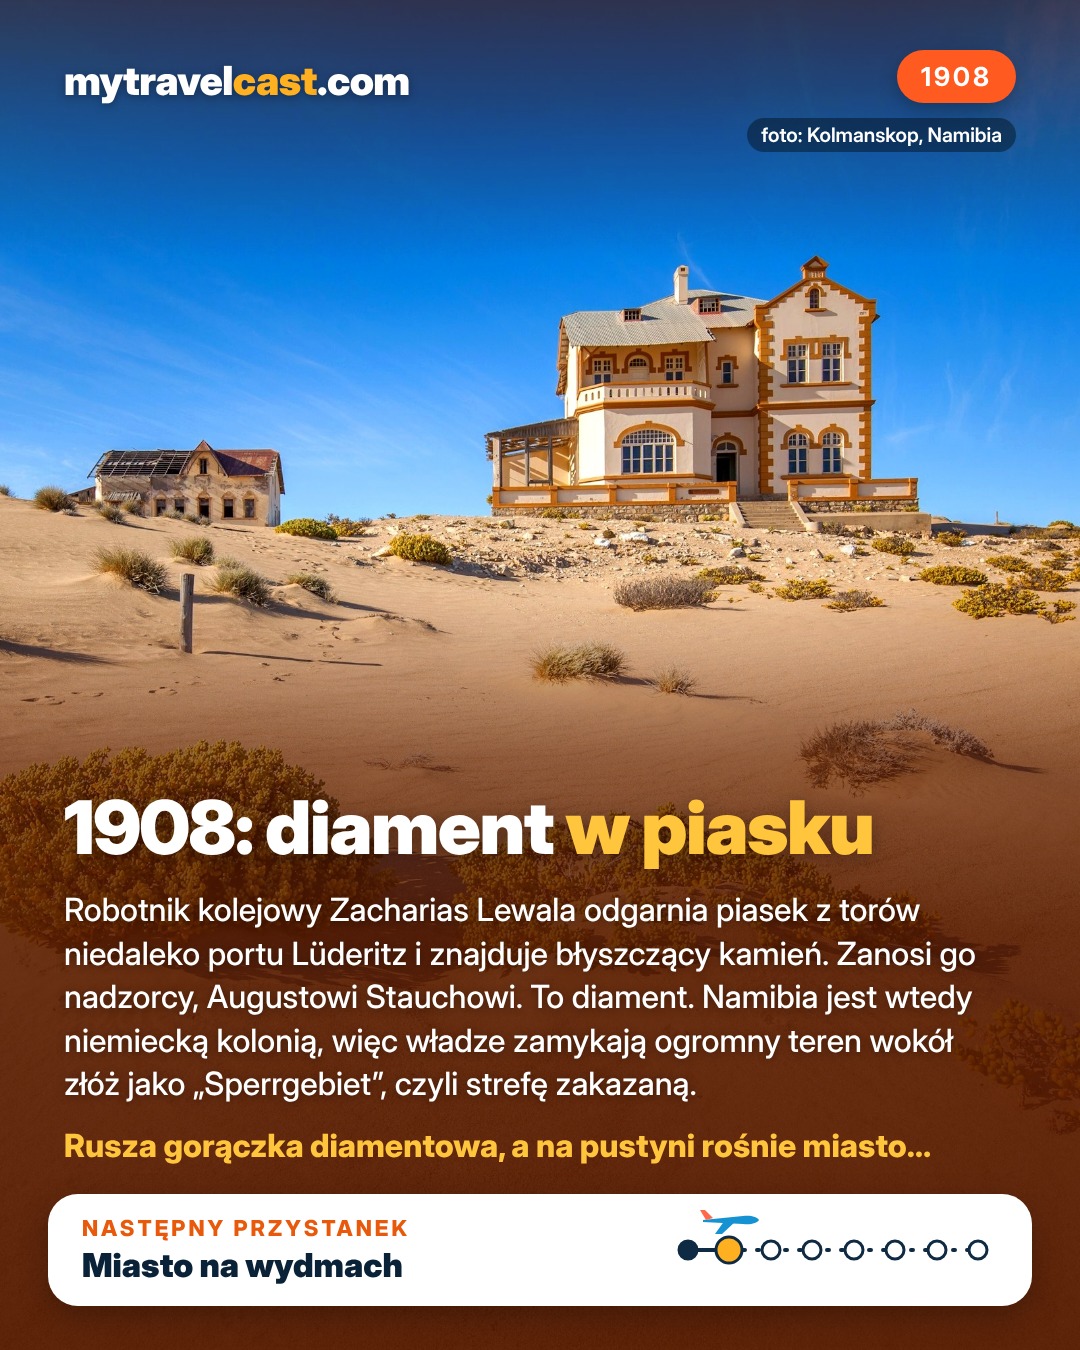 mytravelcast.com
1908
foto: Kolmanskop, Namibia
1908: diament w piasku
Robotnik kolejowy Zacharias Lewala odgarnia piasek z torów
niedaleko portu Lüderitz i znajduje błyszczący kamień. Zanosi go
nadzorcy, Augustowi Stauchowi. To diament. Namibia jest wtedy
niemiecką kolonią, więc władze zamykają ogromny teren wokół
złóż jako „Sperrgebiet”, czyli strefę zakazaną.
Rusza gorączka diamentowa, a na pustyni rośnie miasto...
NASTĘPNY PRZYSTANEK
Miasto na wydmach